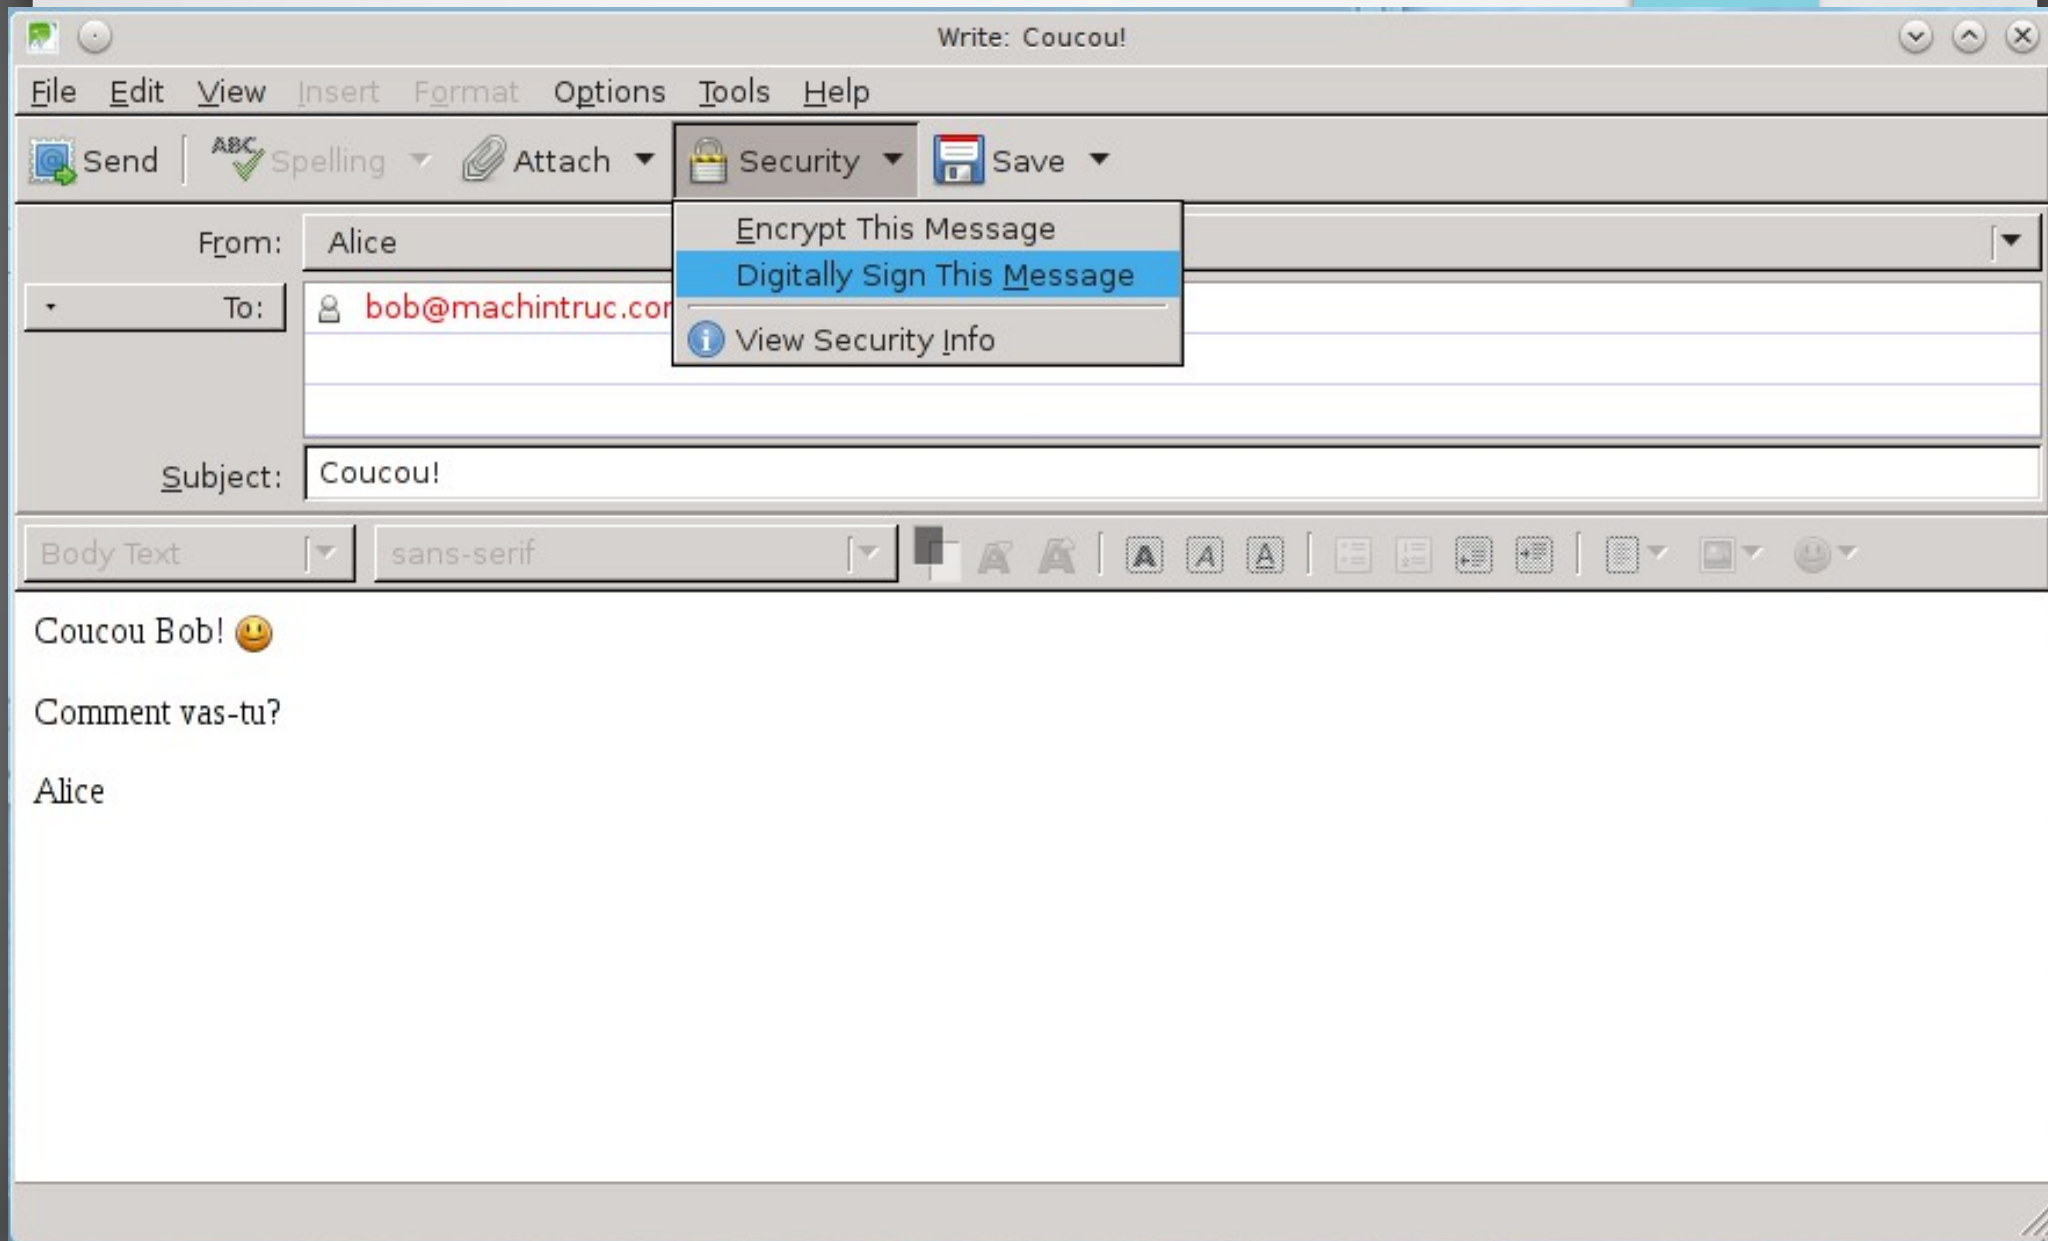 Write: Coucou!
File Edit View Insert Format Options Tools Help
Send ABC Spelling Attach Security Save
From: Alice
Encrypt This Message
Digitally Sign This Message
To: bob@machintruc.co
View Security Info
Subject: Coucou!
Body Text sans-serif
Coucou Bob!
Comment vas-tu?
Alice